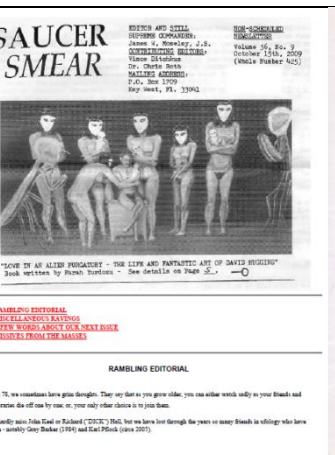 SAUCER
SMEAR
EDITOR AND STILL
SUPREME COMMANDER:
James W. Moseley, J.S.
CONTRIBUTING EDITORS:
Vince Ditchkus
Dr. Chris Roth
MAILING ADDRESS:
P.O. Box 1709
Key West, Fl. 33041
NON-SCHEDULED
NEWSLETTER
Volume 56, No. 9
October 15th, 2009
(Whole Number 425)
"LOVE IN AN ALIEN PURGATORY - THE LIFE AND FANTASTIC ART OF DAVID HUGGINS"
Book written by Farah Yurdozu - See details on Page 5.
RAMBLING EDITORIAL
MISCELLANEOUS RAVINGS
FEW WORDS ABOUT OUR NEXT ISSUE
MISSIVES FROM THE MASSES
RAMBLING EDITORIAL
78, we sometimes have grim thoughts. They say that as you grow older, you can either watch sadly as your friends and
die off one by one; or, your only other choice is to join them.
miss John Keel or Richard ("DICK") Hall, but we have lost through the years so many friends in ufology who have
- notably Gray Barker (1984) and Karl Pflock (circa 2005).